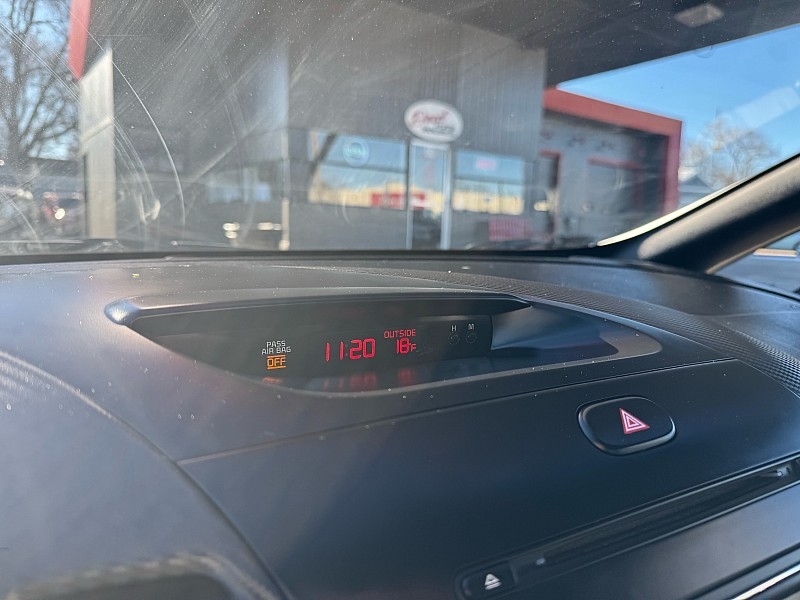 PASS
AIR BAG
OFF
11:20
OUTSIDE
18°F
H M